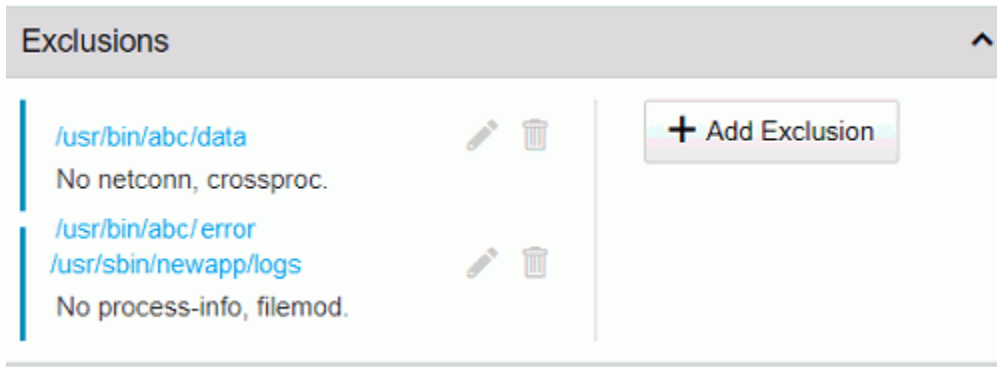 Exclusions
/usr/bin/abc/data
No netconn, crossproc.
/usr/bin/abc/error
/usr/sbin/newapp/logs
No process-info, filemod.
+ Add Exclusion